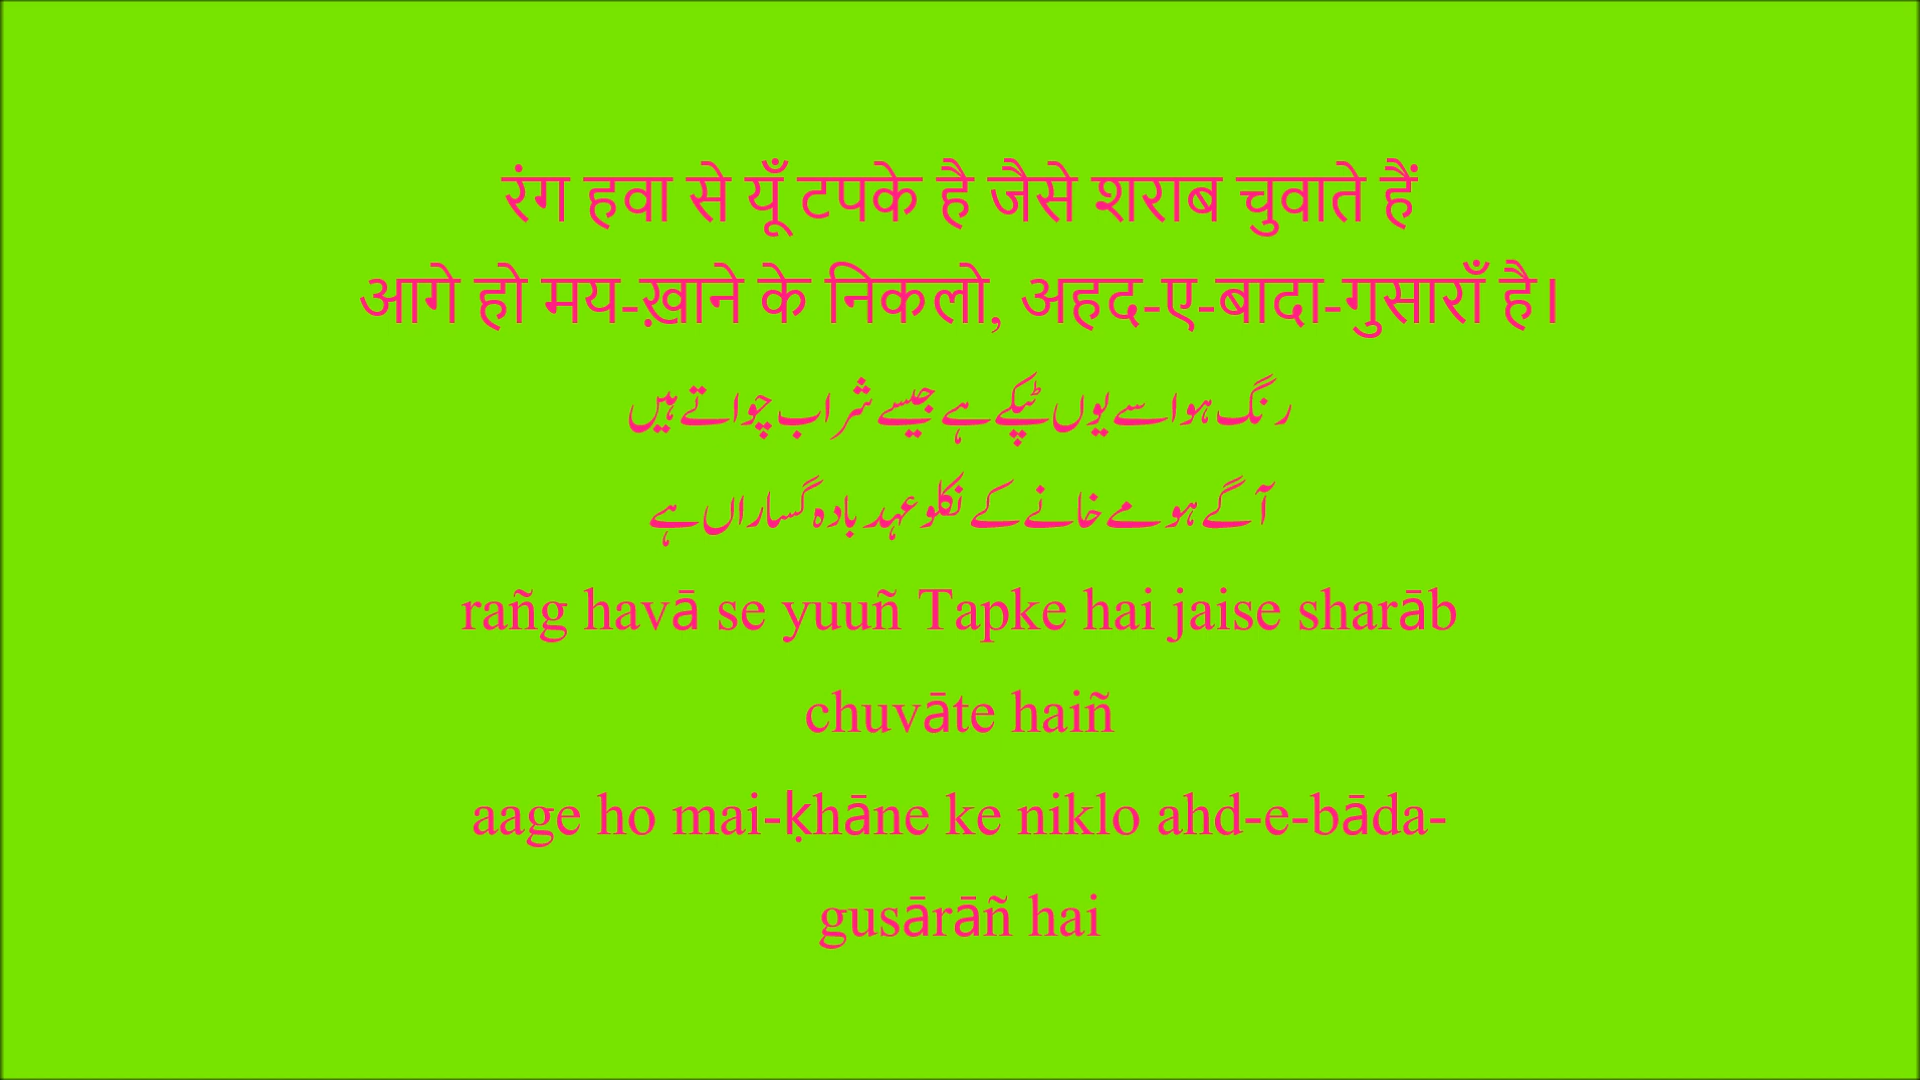 रंग हवा से यूँ टपके है जैसे शराब चुवाते हैं
आगे हो मय-ख़ाने के निकलो, अहद-ए-बादा-गुसाराँ है।
رنگ ہوا سے یوں ٹپکے ہے جیسے شراب چواتے ہیں
آگے ہو مے خانے کے نکلو عہد بادہ گساراں ہے
rañg havā se yuuñ Tapke hai jaise sharāb
chuvāte haiñ
aage ho mai-ḳhāne ke niklo ahd-e-bāda-
gusārāñ hai